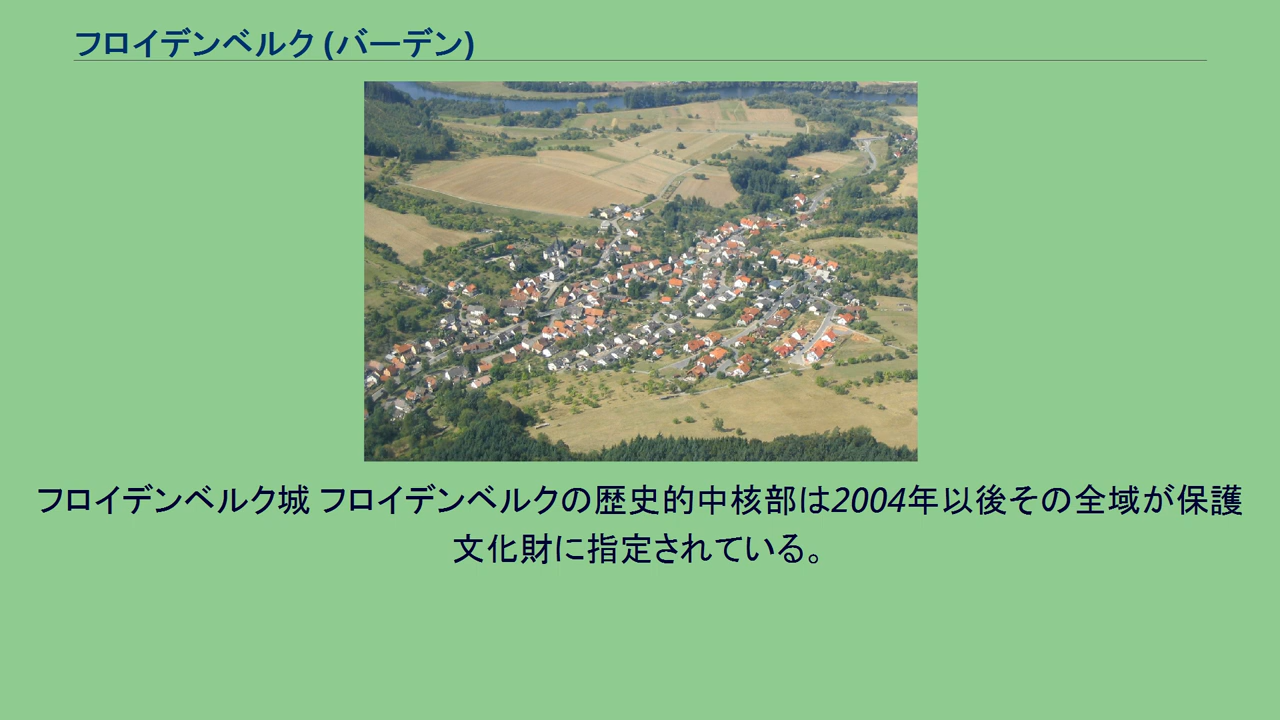 フロイデンベルク (バーデン)
フロイデンベルク城 フロイデンベルクの歴史的中核部は2004年以後その全域が保護
文化財に指定されている。